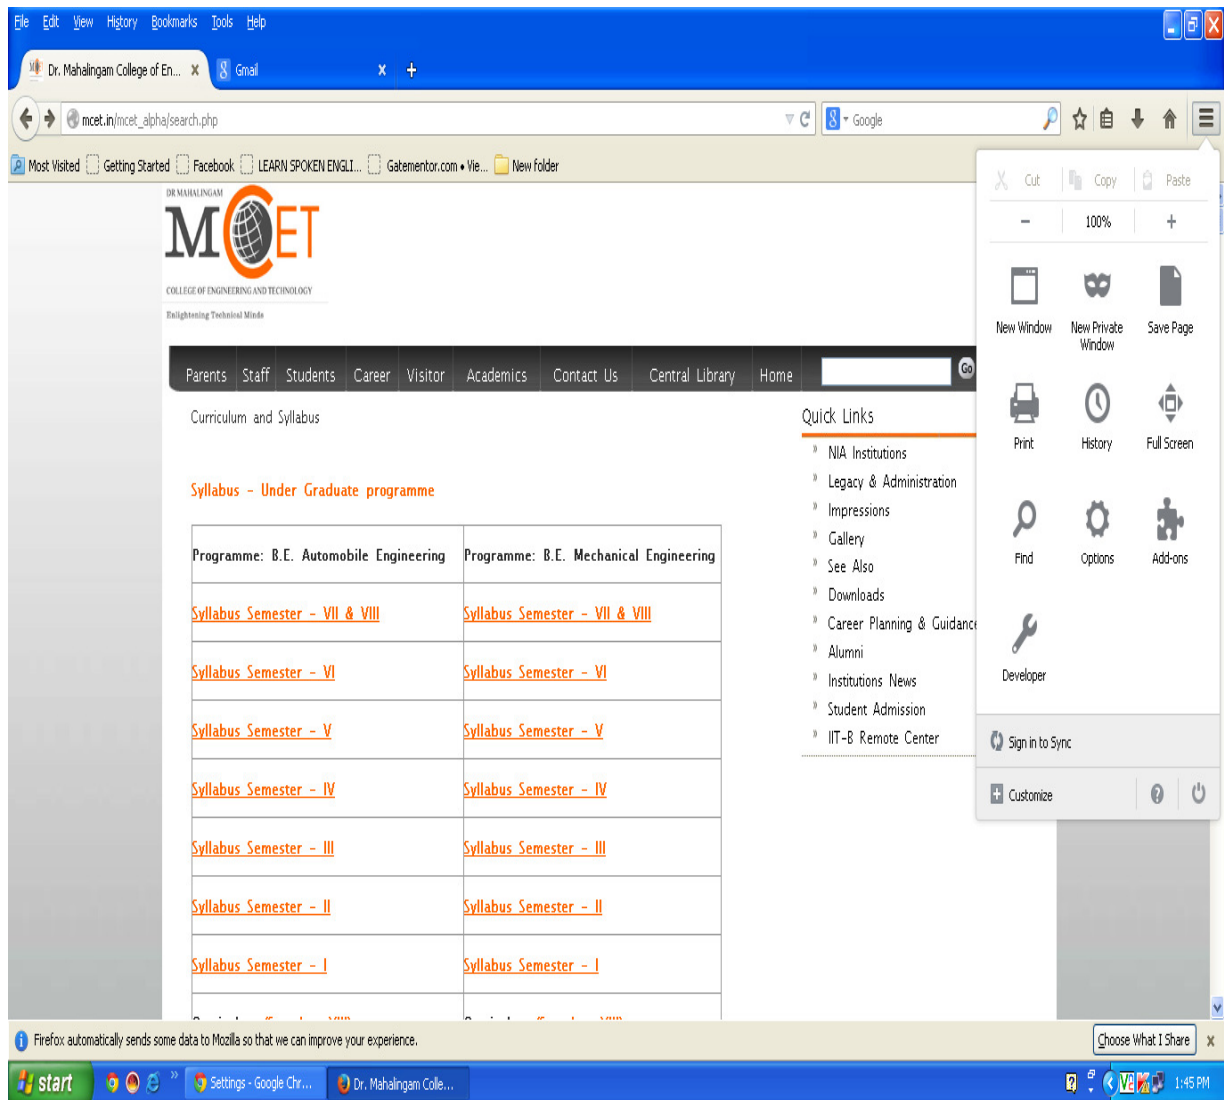 File Edit View History Bookmarks Tools Help
Dr. Mahalingam College of En... Gmail
mcet.in/mcet_alpha/search.php Google
Most Visited Getting Started Facebook LEARN SPOKEN ENGLI... Gatementor.com • Vie... New folder
Cut Copy Paste
100%
New Window New Private Window Save Page
Print History Full Screen
Find Options Add-ons
Developer
Sign in to Sync
Customize
DR MAHALINGAM
MCET
COLLEGE OF ENGINEERING AND TECHNOLOGY
Enlightening Technical Minds
Parents Staff Students Career Visitor Academics Contact Us Central Library Home Go
Curriculum and Syllabus
Syllabus - Under Graduate programme
Programme: B.E. Automobile Engineering Programme: B.E. Mechanical Engineering
Syllabus Semester - VII & VIII Syllabus Semester - VII & VIII
Syllabus Semester - VI Syllabus Semester - VI
Syllabus Semester - V Syllabus Semester - V
Syllabus Semester - IV Syllabus Semester - IV
Syllabus Semester - III Syllabus Semester - III
Syllabus Semester - II Syllabus Semester - II
Syllabus Semester - I Syllabus Semester - I
Quick Links
NIA Institutions
Legacy & Administration
Impressions
Gallery
See Also
Downloads
Career Planning & Guidance
Alumni
Institutions News
Student Admission
IIT-B Remote Center
Firefox automatically sends some data to Mozilla so that we can improve your experience. Choose What I Share
start Settings - Google Chr... Dr. Mahalingam Colle... 1:45 PM